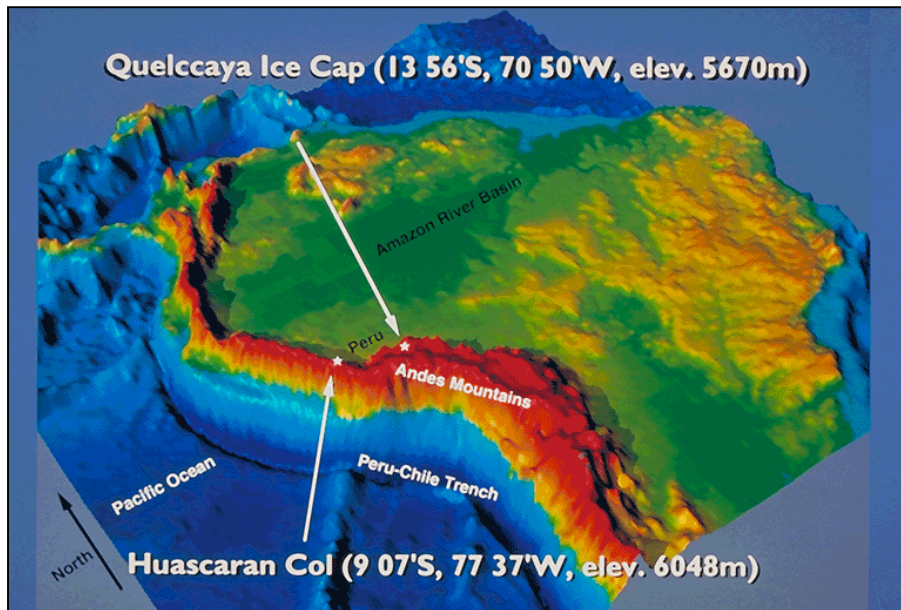 Quelccaya Ice Cap (13 56'S, 70 50'W, elev. 5670m)
Amazon River Basin
Peru
Andes Mountains
Peru-Chile Trench
Pacific Ocean
North
Huascaran Col (9 07'S, 77 37'W, elev. 6048m)